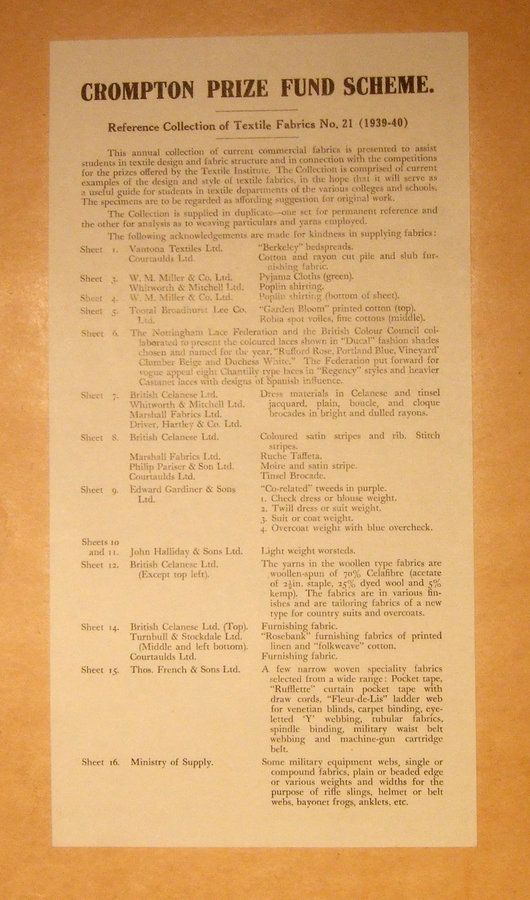 CROMPTON PRIZE FUND SCHEME.
Reference Collection of Textile Fabrics No. 21 (1939-40)
This annual collection of current commercial fabrics is presented to assist
students in textile design and fabric structure and in connection with the competitions
for the prizes offered by the Textile Institute. The Collection is comprised of current
examples of the design and style of textile fabrics, in the hope that it will serve as
a useful guide for students in textile departments of the various colleges and schools.
The specimens are to be regarded as affording suggestion for original work.
The Collection is supplied in duplicate—one set for permanent reference and
the other for analysis as to weaving particulars and yarns employed.
The following acknowledgements are made for kindness in supplying fabrics:
Sheet 1. Vantona Textiles Ltd. "Berkeley" bedspreads.
Courtaulds Ltd. Cotton and rayon cut pile and slub fur-
nishing fabric.
Sheet 3. W. M. Miller & Co. Ltd. Pyjama Cloths (green).
Whitworth & Mitchell Ltd. Poplin shirting.
Sheet 4. W. M. Miller & Co. Ltd. Poplin shirting (bottom of sheet).
Sheet 5. Tootal Broadhurst Lee Co. "Garden Bloom" printed cotton (top).
Ltd. Robia spot voiles, fine cottons (middle).
Sheet 6. The Nottingham Lace Federation and the British Colour Council col-
laborated to present the coloured laces shown in "Ducal" fashion shades
chosen and named for the year, "Rufford Rose, Portland Blue, Vineyard'
Clumber Beige and Duchess White." The Federation put forward for
vogue appeal eight Chantilly type laces in "Regency" styles and heavier
Castanet laces with designs of Spanish influence.
Sheet 7. British Celanese Ltd. Dress materials in Celanese and tinsel
Whitworth & Mitchell Ltd. jacquard, plain, boucle, and cloque
Marshall Fabrics Ltd. brocades in bright and dulled rayons.
Driver, Hartley & Co. Ltd.
Sheet 8. British Celanese Ltd. Coloured satin stripes and rib. Stitch
stripes.
Marshall Fabrics Ltd. Ruche Taffeta.
Philip Pariser & Son Ltd. Moire and satin stripe.
Courtaulds Ltd. Tinsel Brocade.
Sheet 9. Edward Gardiner & Sons "Co-related" tweeds in purple.
Ltd. 1. Check dress or blouse weight.
2. Twill dress or suit weight.
3. Suit or coat weight.
4. Overcoat weight with blue overcheck.
Sheets 10
and 11. John Halliday & Sons Ltd. Light weight worsteds.
Sheet 12. British Celanese Ltd. The yarns in the woollen type fabrics are
(Except top left). woollen-spun of 70% Celafibre (acetate
of 2½in. staple, 25% dyed wool and 5%
kemp). The fabrics are in various fin-
ishes and are tailoring fabrics of a new
type for country suits and overcoats.
Sheet 14. British Celanese Ltd. (Top). Furnishing fabric.
Turnbull & Stockdale Ltd. "Rosebank" furnishing fabrics of printed
(Middle and left bottom). linen and "folkweave" cotton.
Courtaulds Ltd. Furnishing fabric.
Sheet 15. Thos. French & Sons Ltd. A few narrow woven speciality fabrics
selected from a wide range: Pocket tape,
"Rufflette" curtain pocket tape with
draw cords, "Fleur-de-Lis" ladder web
for venetian blinds, carpet binding, eye-
letted 'Y' webbing, tubular fabrics,
spindle binding, military waist belt
webbing and machine-gun cartridge
belt.
Sheet 16. Ministry of Supply. Some military equipment webs, single or
compound fabrics, plain or beaded edge
or various weights and widths for the
purpose of rifle slings, helmet or belt
webs, bayonet frogs, anklets, etc.